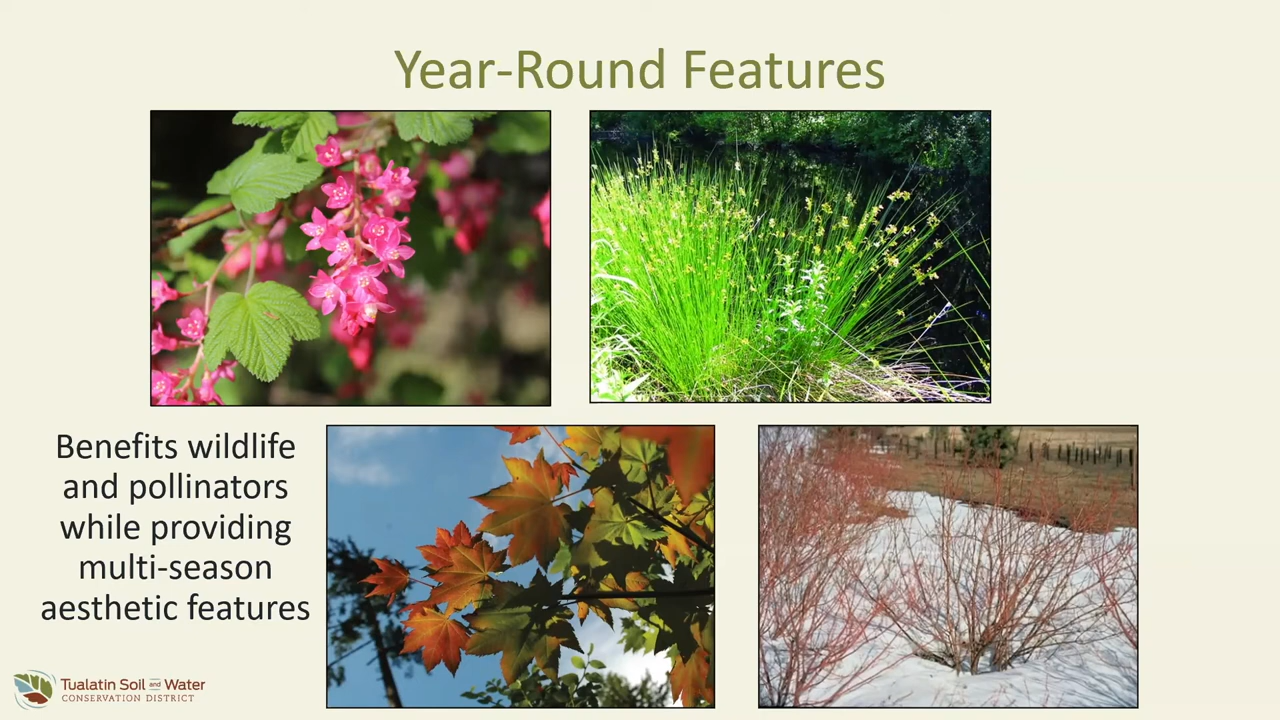 Year-Round Features
Benefits wildlife
and pollinators
while providing
multi-season
aesthetic features
Tualatin Soil and Water
CONSERVATION DISTRICT